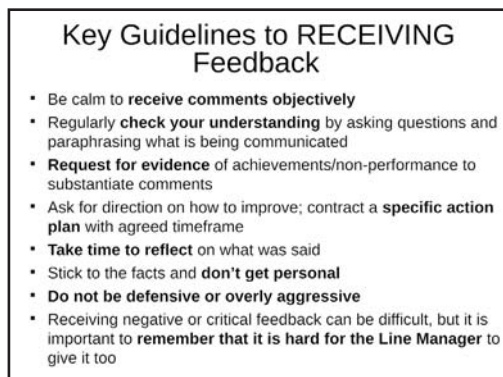 Key Guidelines to RECEIVING
Feedback
▪ Be calm to receive comments objectively
▪ Regularly check your understanding by asking questions and
paraphrasing what is being communicated
▪ Request for evidence of achievements/non-performance to
substantiate comments
▪ Ask for direction on how to improve; contract a specific action
plan with agreed timeframe
▪ Take time to reflect on what was said
▪ Stick to the facts and don't get personal
▪ Do not be defensive or overly aggressive
▪ Receiving negative or critical feedback can be difficult, but it is
important to remember that it is hard for the Line Manager to
give it too